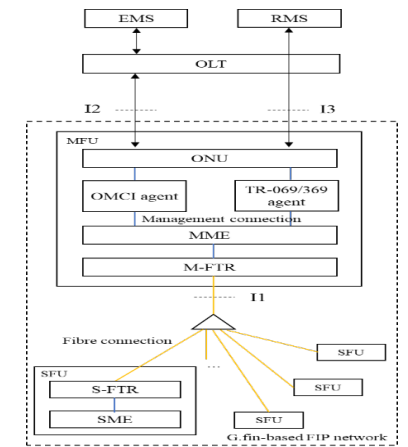 EMS
RMS
OLT
I2
I3
MFU
ONU
OMCI agent
TR-069/369
agent
Management connection
MME
M-FTR
I1
Fibre connection
...
SFU
SFU
S-FTR
SFU
SME
SFU
G.fin-based FIP network